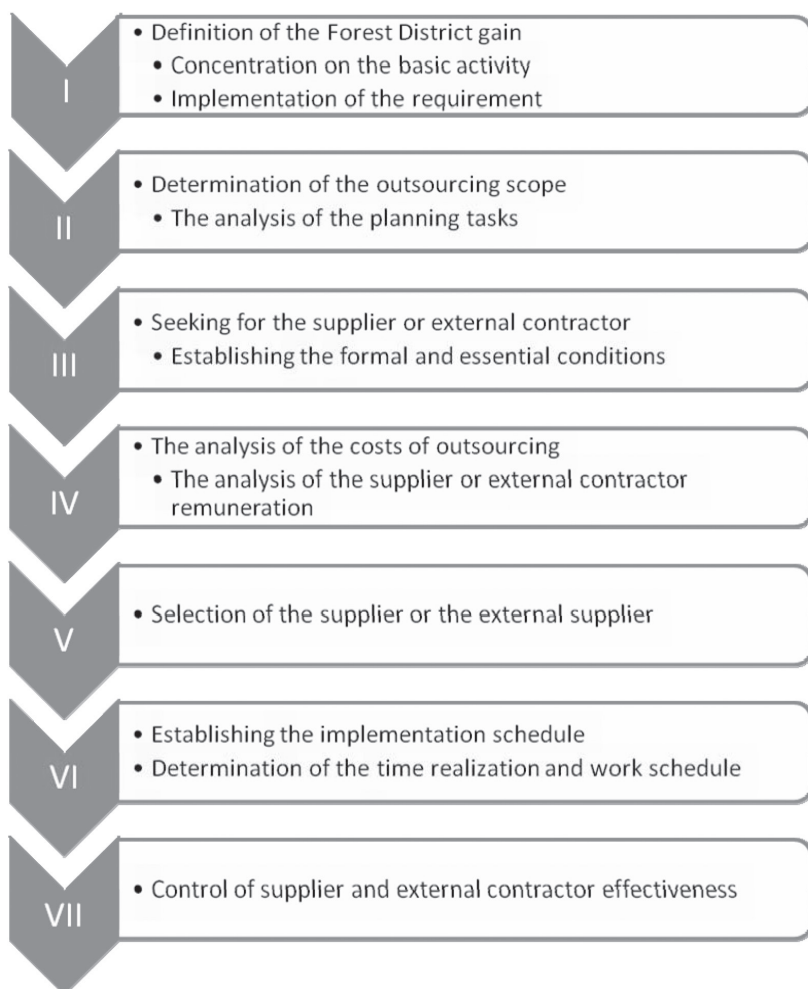 I
• Definition of the Forest District gain
• Concentration on the basic activity
• Implementation of the requirement
II
• Determination of the outsourcing scope
• The analysis of the planning tasks
III
• Seeking for the supplier or external contractor
• Establishing the formal and essential conditions
IV
• The analysis of the costs of outsourcing
• The analysis of the supplier or external contractor
remuneration
V
• Selection of the supplier or the external supplier
VI
• Establishing the implementation schedule
• Determination of the time realization and work schedule
VII
• Control of supplier and external contractor effectiveness